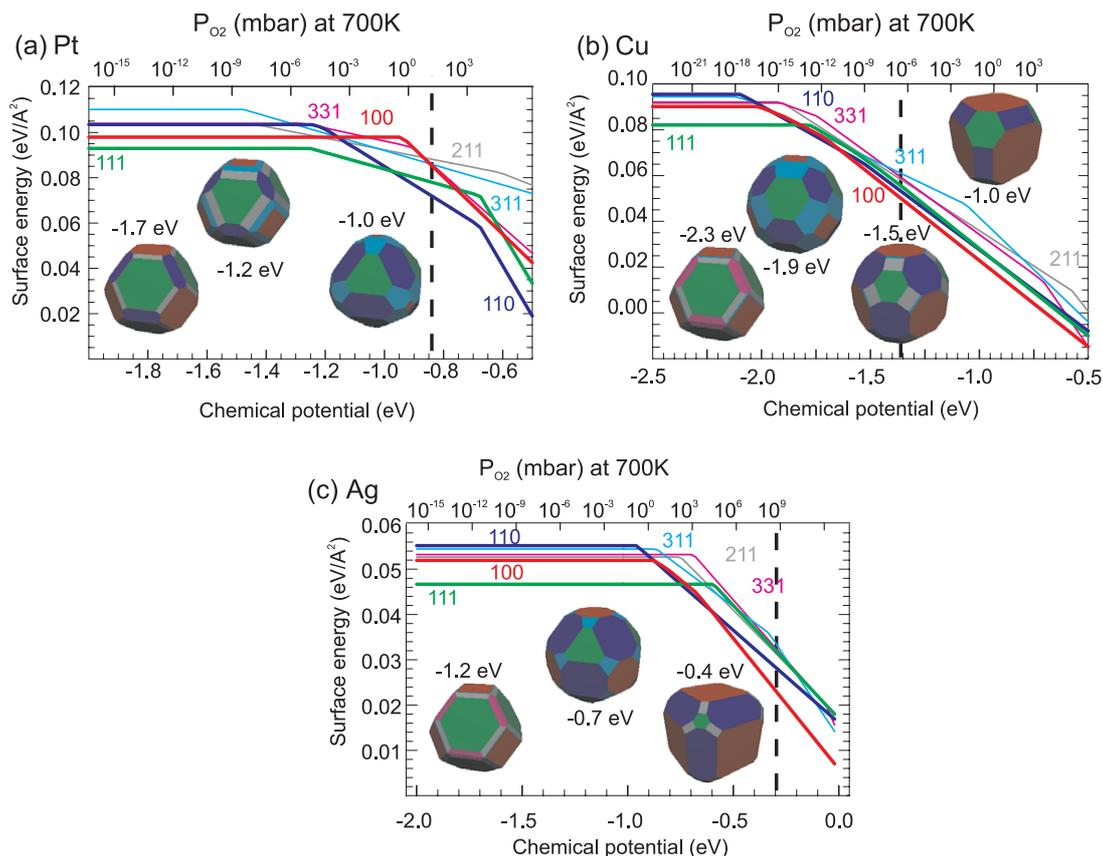 P_O2 (mbar) at 700K
(a) Pt
10^-15 10^-12 10^-9 10^-6 10^-3 10^0 10^3
Surface energy (eV/A²)
0.12
0.10
0.08
0.06
0.04
0.02
331
100
111
211
311
110
-1.7 eV
-1.2 eV
-1.0 eV
-1.8 -1.6 -1.4 -1.2 -1.0 -0.8 -0.6
Chemical potential (eV)
P_O2 (mbar) at 700K
(b) Cu
10^-21 10^-18 10^-15 10^-12 10^-9 10^-6 10^-3 10^0 10^3
Surface energy (eV/A²)
0.10
0.08
0.06
0.04
0.02
0.00
110
331
111
311
100
211
-2.3 eV
-1.9 eV
-1.5 eV
-1.0 eV
-2.5 -2.0 -1.5 -1.0 -0.5
Chemical potential (eV)
P_O2 (mbar) at 700K
(c) Ag
10^-15 10^-12 10^-9 10^-6 10^-3 10^0 10^3 10^6 10^9
Surface energy (eV/A²)
0.06
0.05
0.04
0.03
0.02
0.01
110
311
211
100
331
111
-1.2 eV
-0.7 eV
-0.4 eV
-2.0 -1.5 -1.0 -0.5 0.0
Chemical potential (eV)